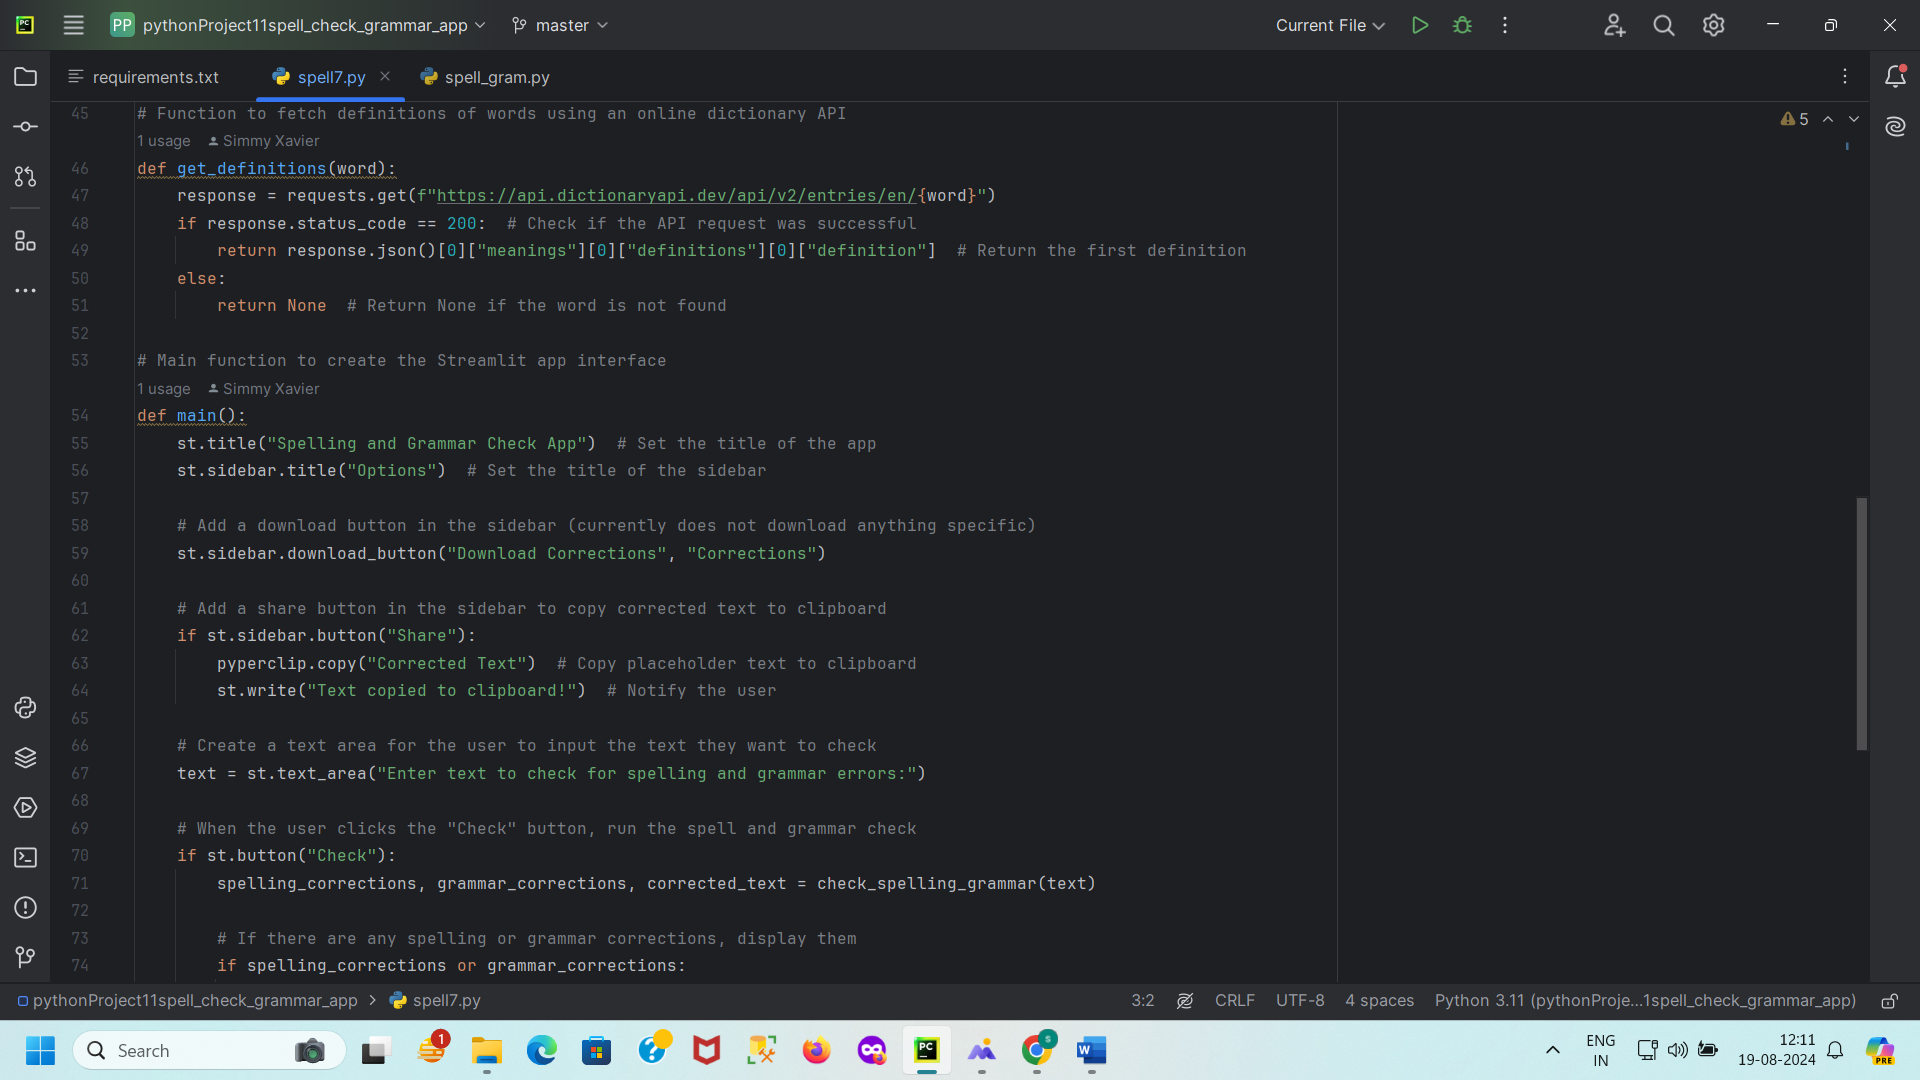 PC
PP pythonProject11spell_check_grammar_app
master
Current File
requirements.txt
spell7.py
spell_gram.py
45 # Function to fetch definitions of words using an online dictionary API
1 usage Simmy Xavier
46 def get_definitions(word):
47 response = requests.get(f"https://api.dictionaryapi.dev/api/v2/entries/en/{word}")
48 if response.status_code == 200:  # Check if the API request was successful
49 return response.json()[0]["meanings"][0]["definitions"][0]["definition"]  # Return the first definition
50 else:
51 return None  # Return None if the word is not found
52
53 # Main function to create the Streamlit app interface
1 usage Simmy Xavier
54 def main():
55 st.title("Spelling and Grammar Check App")  # Set the title of the app
56 st.sidebar.title("Options")  # Set the title of the sidebar
57
58 # Add a download button in the sidebar (currently does not download anything specific)
59 st.sidebar.download_button("Download Corrections", "Corrections")
60
61 # Add a share button in the sidebar to copy corrected text to clipboard
62 if st.sidebar.button("Share"):
63 pyperclip.copy("Corrected Text")  # Copy placeholder text to clipboard
64 st.write("Text copied to clipboard!")  # Notify the user
65
66 # Create a text area for the user to input the text they want to check
67 text = st.text_area("Enter text to check for spelling and grammar errors:")
68
69 # When the user clicks the "Check" button, run the spell and grammar check
70 if st.button("Check"):
71 spelling_corrections, grammar_corrections, corrected_text = check_spelling_grammar(text)
72
73 # If there are any spelling or grammar corrections, display them
74 if spelling_corrections or grammar_corrections:
5
pythonProject11spell_check_grammar_app > spell7.py
3:2 CRLF UTF-8 4 spaces Python 3.11 (pythonProje...1spell_check_grammar_app)
Search
1
PC
S
W
ENG
IN
12:11
19-08-2024
PRE